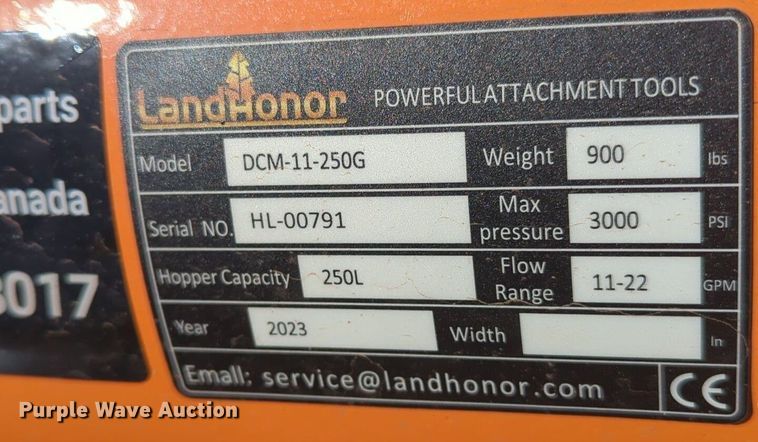 parts
anada
3017
LandHonor POWERFUL ATTACHMENT TOOLS
Model DCM-11-250G Weight 900 lbs
Serial NO. HL-00791 Max pressure 3000 PSI
Hopper Capacity 250L Flow Range 11-22 GPM
Year 2023 Width In
Email: service@landhonor.com CE
Purple Wave Auction